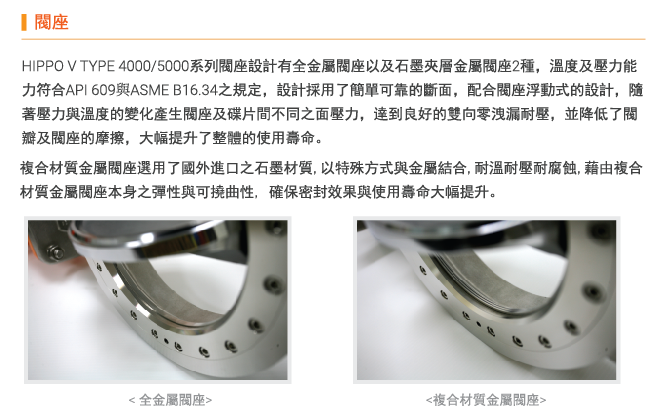 閥座
HIPPO V TYPE 4000/5000系列閥座設計有全金屬閥座以及石墨夾層金屬閥座2種，溫度及壓力能
力符合API 609與ASME B16.34之規定，設計採用了簡單可靠的斷面，配合閥座浮動式的設計，隨
著壓力與溫度的變化產生閥座及碟片間不同之面壓力，達到良好的雙向零洩漏耐壓，並降低了閥
瓣及閥座的摩擦，大幅提升了整體的使用壽命。
複合材質金屬閥座選用了國外進口之石墨材質, 以特殊方式與金屬結合, 耐溫耐壓耐腐蝕, 藉由複合
材質金屬閥座本身之彈性與可撓曲性, 確保密封效果與使用壽命大幅提升。
< 全金屬閥座>
<複合材質金屬閥座>